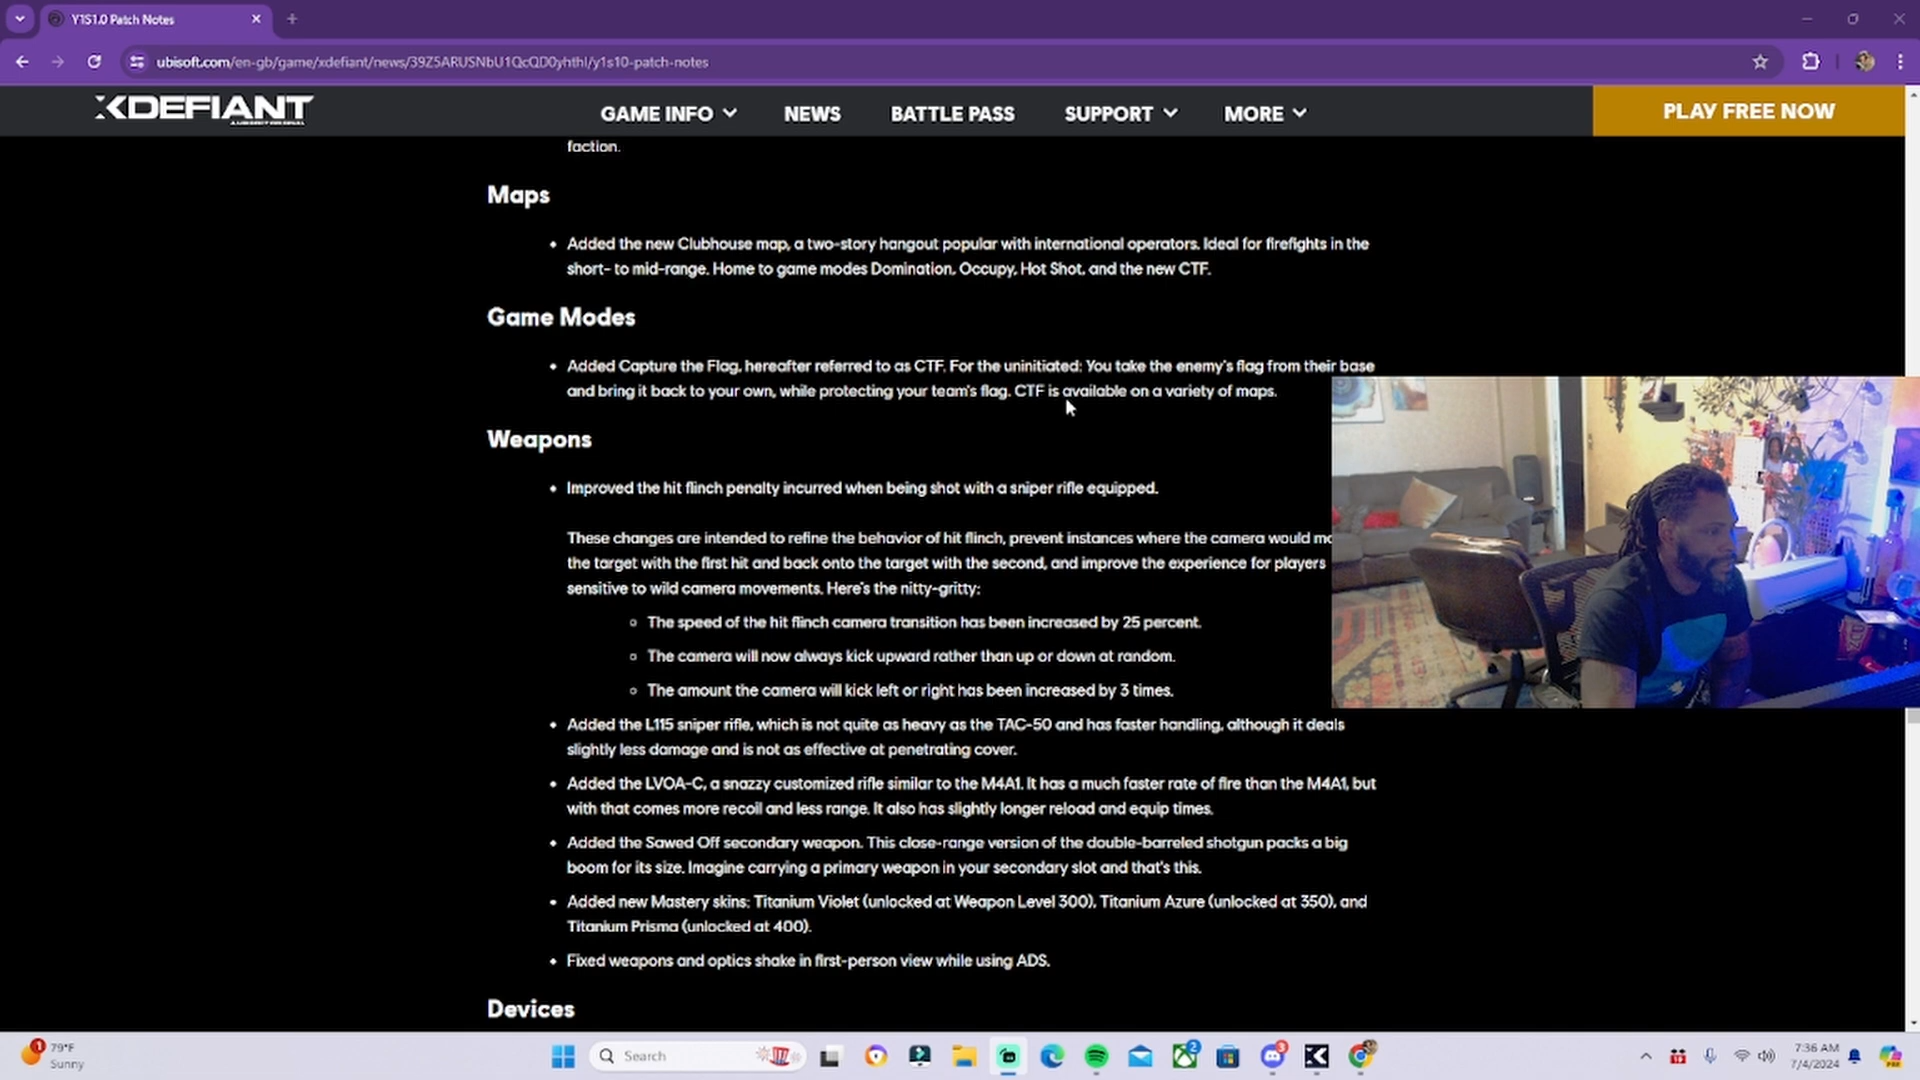 Y1S1.0 Patch Notes
ubisoft.com/en-gb/game/xdefiant/news/39Z5ARUSNbU1QcQD0yhthI/y1s10-patch-notes
XDEFIANT
GAME INFO
NEWS
BATTLE PASS
SUPPORT
MORE
PLAY FREE NOW
faction.
Maps
• Added the new Clubhouse map, a two-story hangout popular with international operators. Ideal for firefights in the
short- to mid-range. Home to game modes Domination, Occupy, Hot Shot, and the new CTF.
Game Modes
• Added Capture the Flag, hereafter referred to as CTF. For the uninitiated: You take the enemy's flag from their base
and bring it back to your own, while protecting your team's flag. CTF is available on a variety of maps.
Weapons
• Improved the hit flinch penalty incurred when being shot with a sniper rifle equipped.
These changes are intended to refine the behavior of hit flinch, prevent instances where the camera would
the target with the first hit and back onto the target with the second, and improve the experience for players
sensitive to wild camera movements. Here's the nitty-gritty:
The speed of the hit flinch camera transition has been increased by 25 percent.
The camera will now always kick upward rather than up or down at random.
The amount the camera will kick left or right has been increased by 3 times.
• Added the L115 sniper rifle, which is not quite as heavy as the TAC-50 and has faster handling, although it deals
slightly less damage and is not as effective at penetrating cover.
• Added the LVOA-C, a snazzy customized rifle similar to the M4A1. It has a much faster rate of fire than the M4A1, but
with that comes more recoil and less range. It also has slightly longer reload and equip times.
• Added the Sawed Off secondary weapon. This close-range version of the double-barreled shotgun packs a big
boom for its size. Imagine carrying a primary weapon in your secondary slot and that's this.
• Added new Mastery skins: Titanium Violet (unlocked at Weapon Level 300), Titanium Azure (unlocked at 350), and
Titanium Prisma (unlocked at 400).
• Fixed weapons and optics shake in first-person view while using ADS.
Devices
1
79°F
Sunny
Search
2
3
7:36 AM
7/4/2024